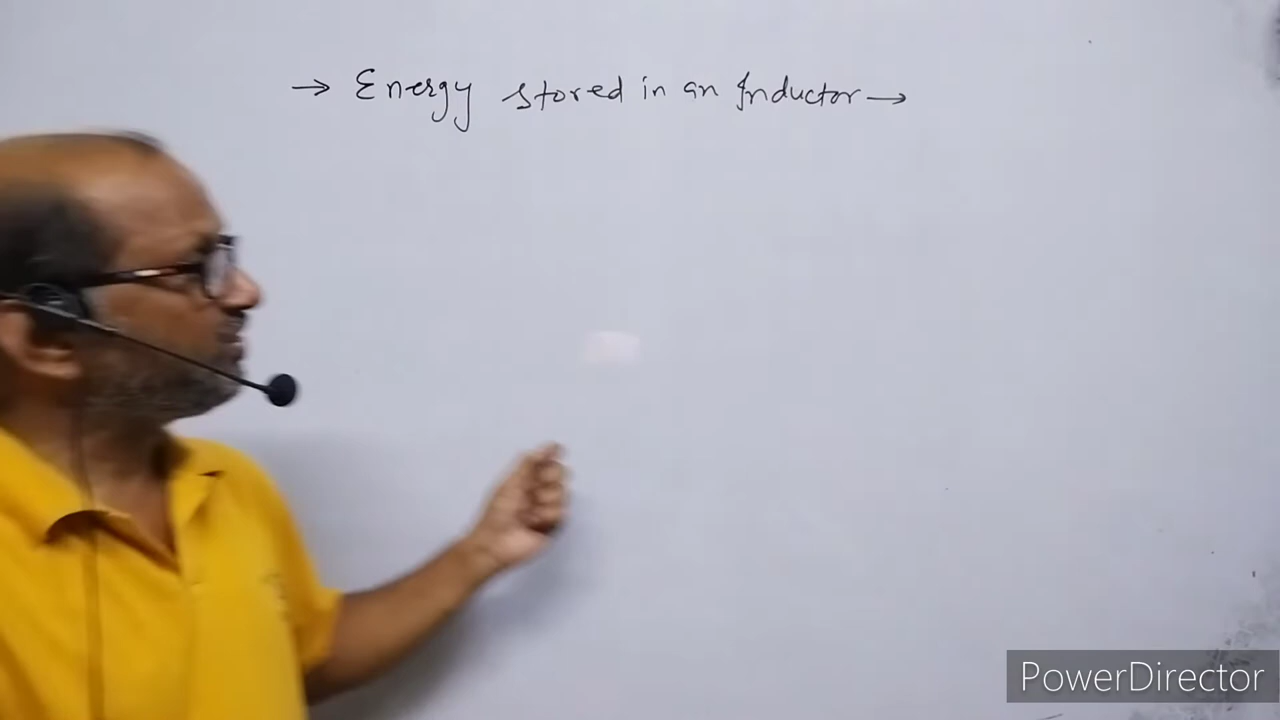 → Energy stored in an Inductor →
PowerDirector